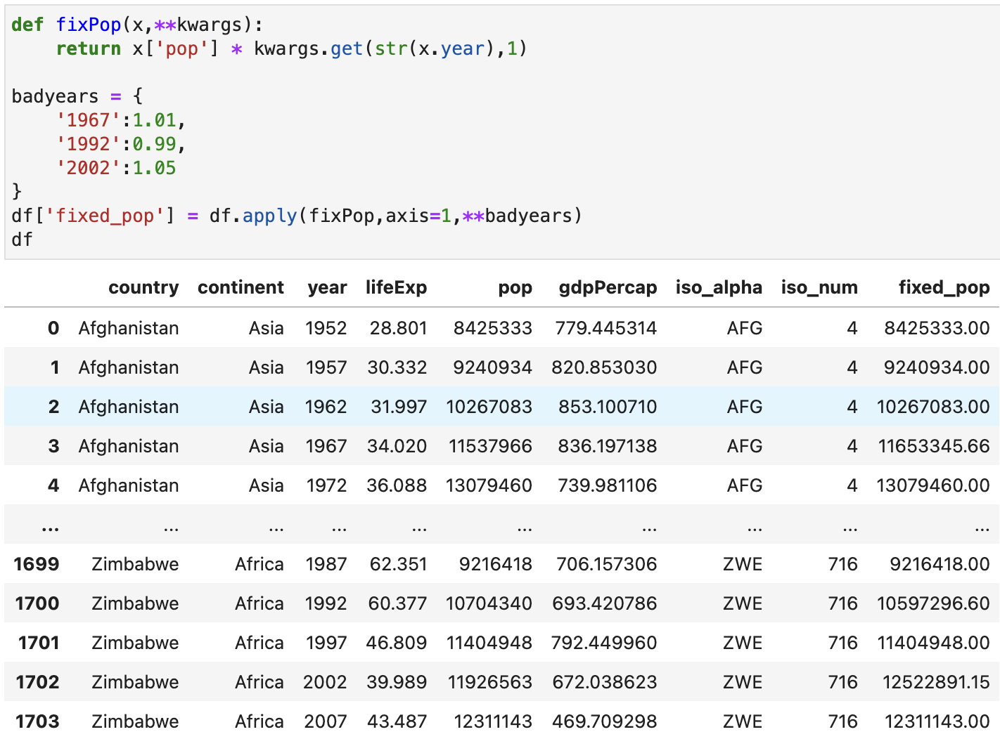 def fixPop(x,**kwargs):
    return x['pop'] * kwargs.get(str(x.year),1)
badyears = {
    '1967':1.01,
    '1992':0.99,
    '2002':1.05
}
df['fixed_pop'] = df.apply(fixPop,axis=1,**badyears)
df
country continent year lifeExp pop gdpPercap iso_alpha iso_num fixed_pop
0 Afghanistan Asia 1952 28.801 8425333 779.445314 AFG 4 8425333.00
1 Afghanistan Asia 1957 30.332 9240934 820.853030 AFG 4 9240934.00
2 Afghanistan Asia 1962 31.997 10267083 853.100710 AFG 4 10267083.00
3 Afghanistan Asia 1967 34.020 11537966 836.197138 AFG 4 11653345.66
4 Afghanistan Asia 1972 36.088 13079460 739.981106 AFG 4 13079460.00
... ... ... ... ... ... ... ... ... ...
1699 Zimbabwe Africa 1987 62.351 9216418 706.157306 ZWE 716 9216418.00
1700 Zimbabwe Africa 1992 60.377 10704340 693.420786 ZWE 716 10597296.60
1701 Zimbabwe Africa 1997 46.809 11404948 792.449960 ZWE 716 11404948.00
1702 Zimbabwe Africa 2002 39.989 11926563 672.038623 ZWE 716 12522891.15
1703 Zimbabwe Africa 2007 43.487 12311143 469.709298 ZWE 716 12311143.00